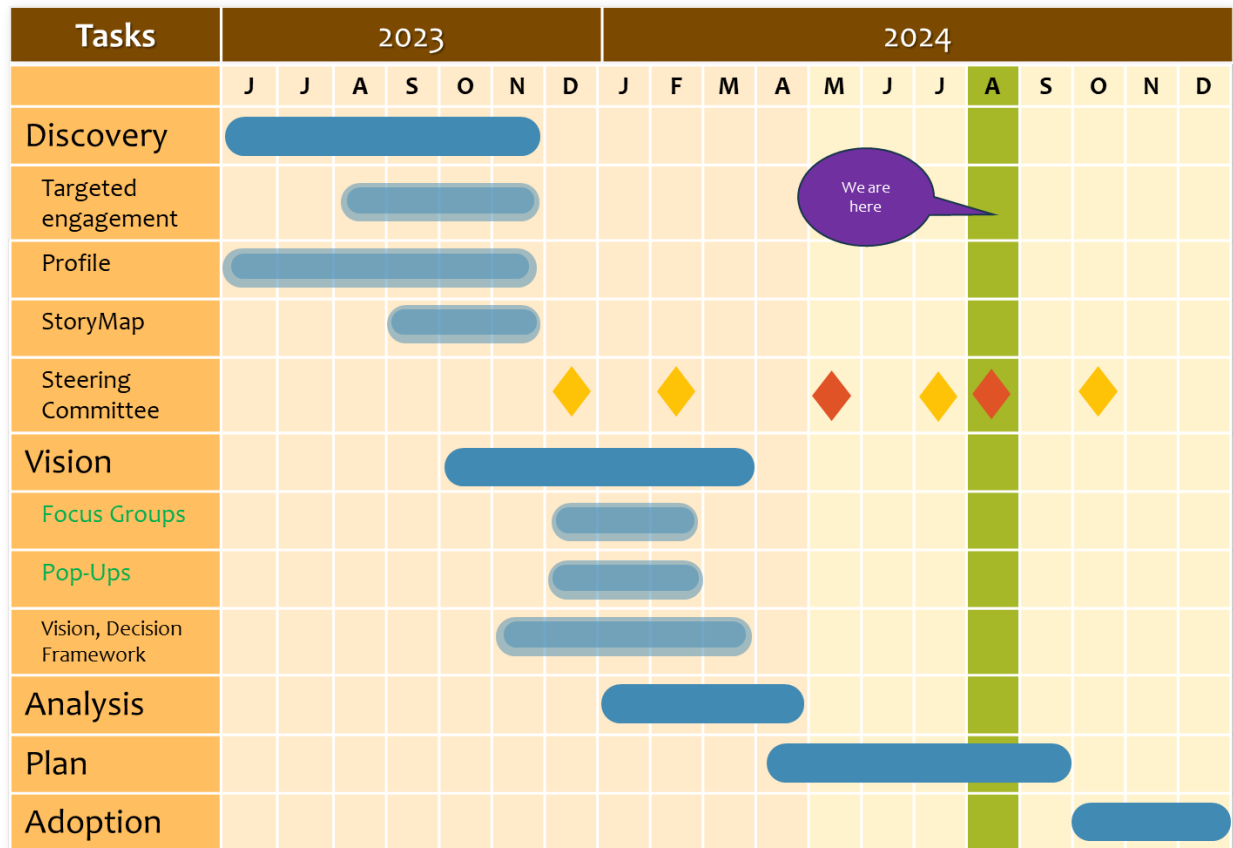 Tasks 2023 2024
J J A S O N D J F M A M J J A S O N D
Discovery
Targeted
engagement
We are
here
Profile
StoryMap
Steering
Committee
Vision
Focus Groups
Pop-Ups
Vision, Decision
Framework
Analysis
Plan
Adoption